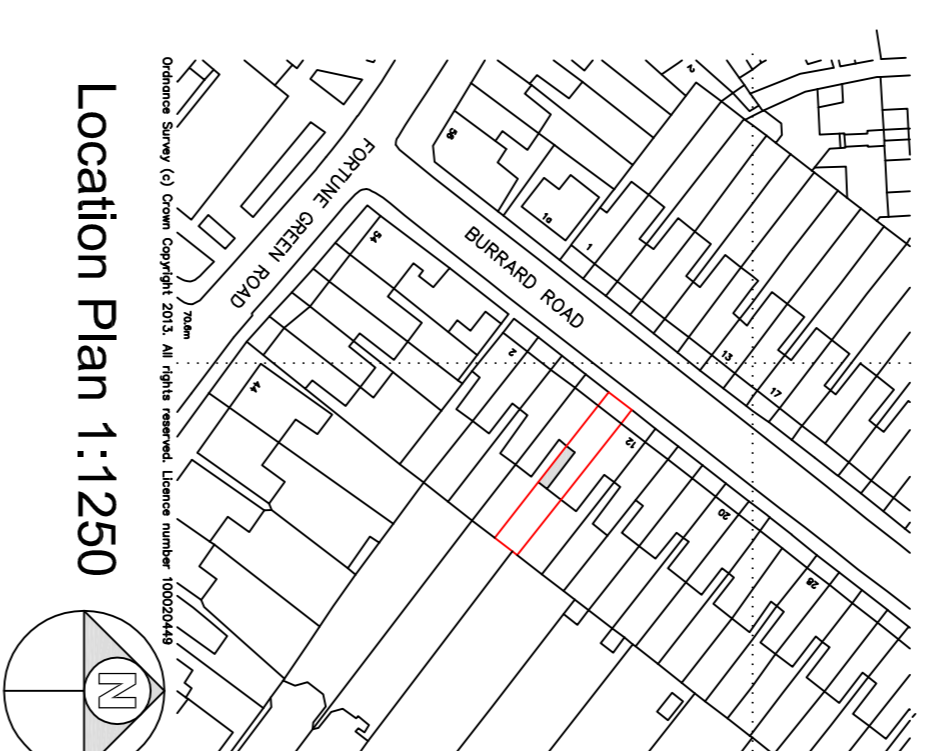 Location Plan 1:1250
Ordnance Survey (c) Crown Copyright 2013. All rights reserved. Licence number 100020449
N
FORTUNE GREEN ROAD
BURRARD ROAD
70.6m
56
1a
1
13
17
54
2
44
12
20
28
2